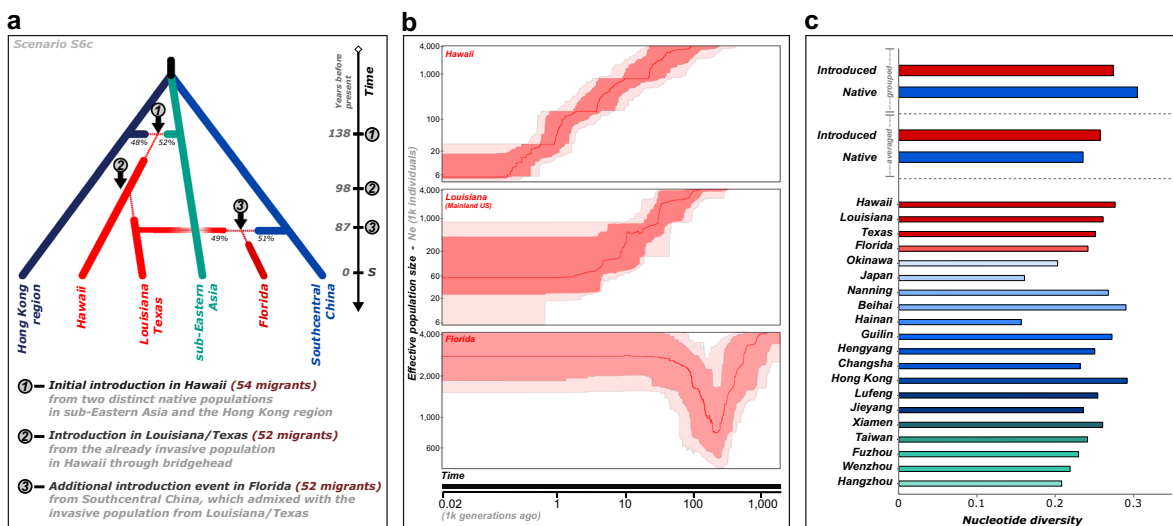 a
Scenario S6c
Years before present
Time
1
48%
52%
138
1
2
98
2
3
49%
51%
87
3
0
S
Hong Kong region
Hawaii
Louisiana Texas
sub-Eastern Asia
Florida
Southcentral China
1 Initial introduction in Hawaii (54 migrants)
from two distinct native populations
in sub-Eastern Asia and the Hong Kong region
2 Introduction in Louisiana/Texas (52 migrants)
from the already invasive population
in Hawaii through bridgehead
3 Additional introduction event in Florida (52 migrants)
from Southcentral China, which admixed with the
invasive population from Louisiana/Texas
b
Effective population size - Ne (1k individuals)
Hawaii
4,000
1,000
100
20
6
Louisiana
(Mainland US)
4,000
1,000
200
60
20
6
Florida
4,000
2,000
1,000
600
Time
0.02
1
10
100
1,000
(1k generations ago)
c
grouped
Introduced
Native
averaged
Introduced
Native
Hawaii
Louisiana
Texas
Florida
Okinawa
Japan
Nanning
Beihai
Hainan
Guilin
Hengyang
Changsha
Hong Kong
Lufeng
Jieyang
Xiamen
Taiwan
Fuzhou
Wenzhou
Hangzhou
0
0.1
0.2
0.3
Nucleotide diversity